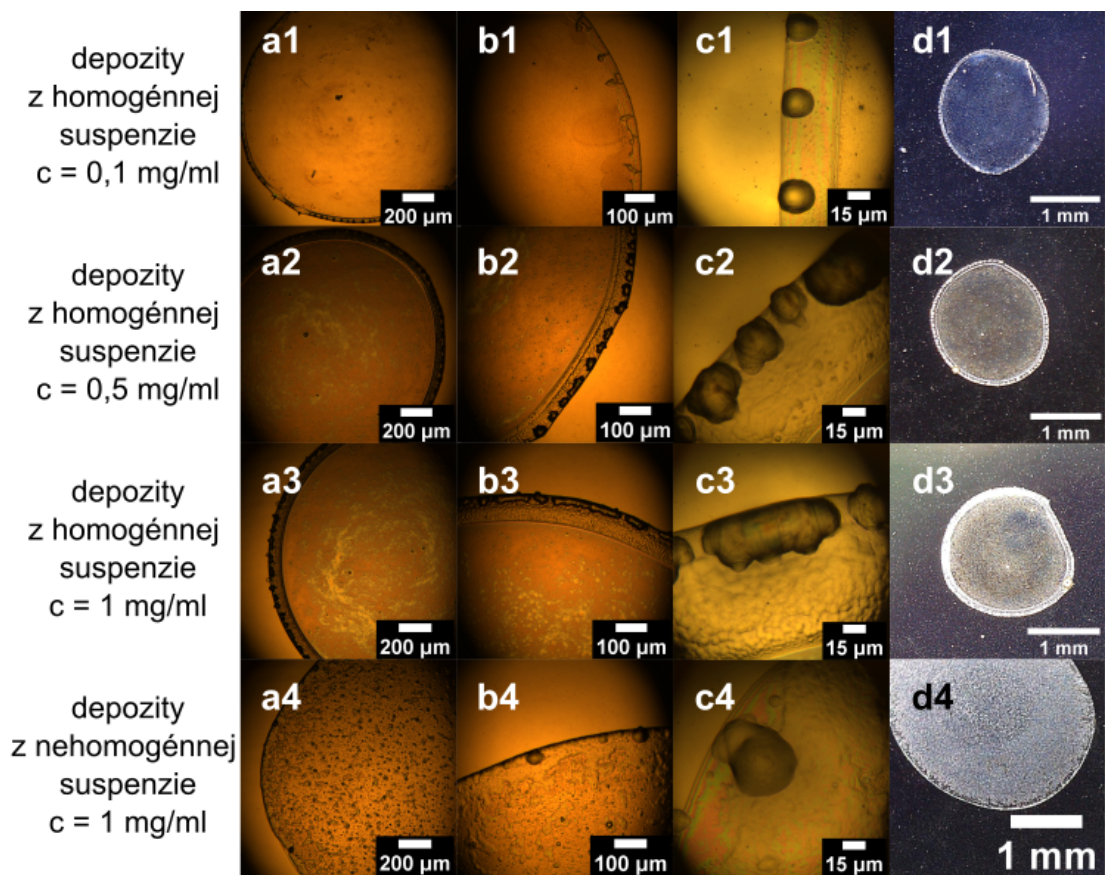 depozity
z homogénnej
suspenzie
c = 0,1 mg/ml
a1
200 µm
b1
100 µm
c1
15 µm
d1
1 mm
depozity
z homogénnej
suspenzie
c = 0,5 mg/ml
a2
200 µm
b2
100 µm
c2
15 µm
d2
1 mm
depozity
z homogénnej
suspenzie
c = 1 mg/ml
a3
200 µm
b3
100 µm
c3
15 µm
d3
1 mm
depozity
z nehomogénnej
suspenzie
c = 1 mg/ml
a4
200 µm
b4
100 µm
c4
15 µm
d4
1 mm